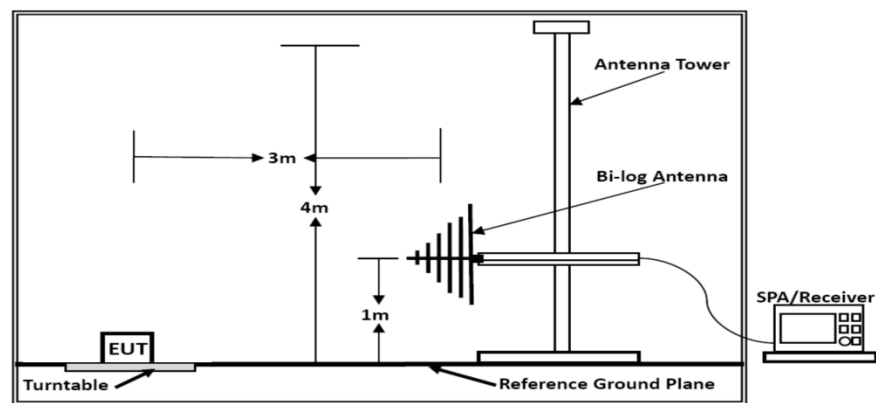 Antenna Tower
3m
Bi-log Antenna
4m
1m
SPA/Receiver
EUT
Turntable
Reference Ground Plane